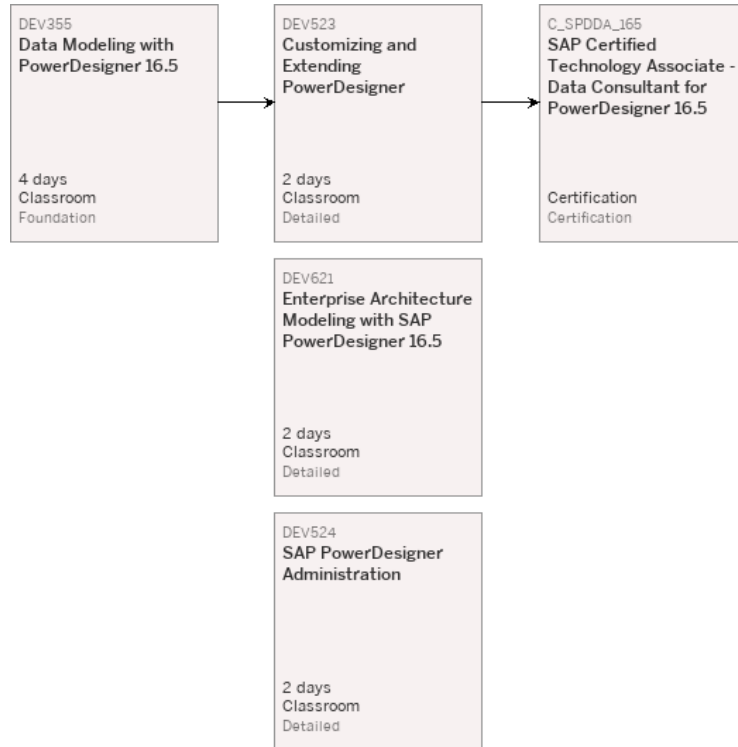 DEV355
Data Modeling with
PowerDesigner 16.5
4 days
Classroom
Foundation
DEV523
Customizing and
Extending
PowerDesigner
2 days
Classroom
Detailed
C_SPDDA_165
SAP Certified
Technology Associate -
Data Consultant for
PowerDesigner 16.5
Certification
Certification
DEV621
Enterprise Architecture
Modeling with SAP
PowerDesigner 16.5
2 days
Classroom
Detailed
DEV524
SAP PowerDesigner
Administration
2 days
Classroom
Detailed